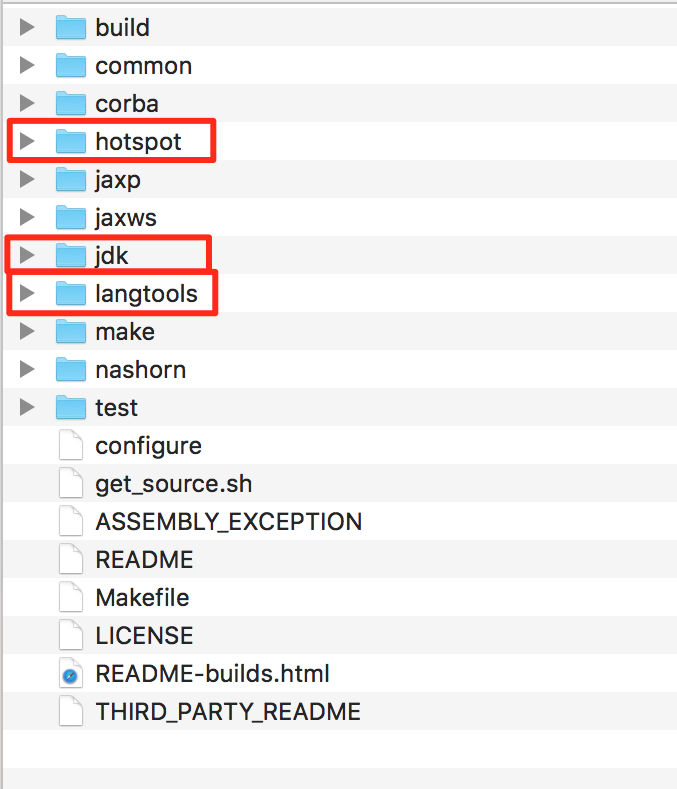 build
common
corba
hotspot
jaxp
jaxws
jdk
langtools
make
nashorn
test
configure
get_source.sh
ASSEMBLY_EXCEPTION
README
Makefile
LICENSE
README-builds.html
THIRD_PARTY_README